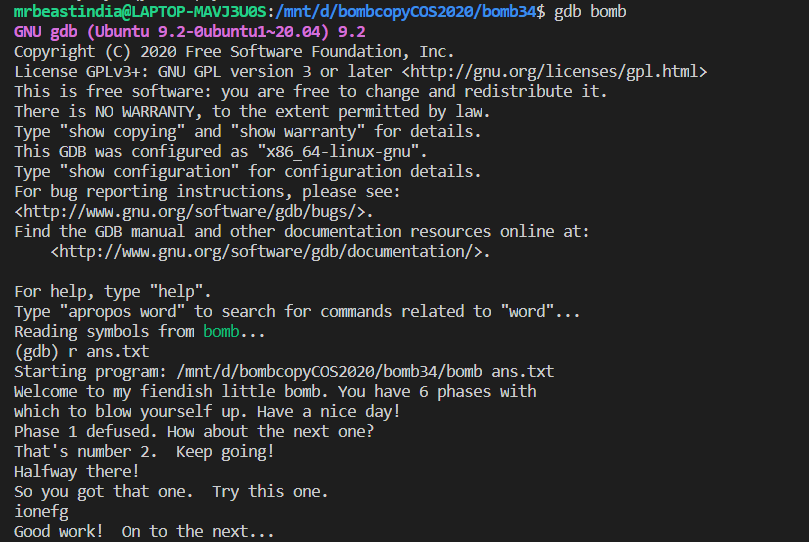 mrbeastindia@LAPTOP-MAVJ3U0S:/mnt/d/bombcopyCOS2020/bomb34$ gdb bomb
GNU gdb (Ubuntu 9.2-0ubuntu1~20.04) 9.2
Copyright (C) 2020 Free Software Foundation, Inc.
License GPLv3+: GNU GPL version 3 or later <http://gnu.org/licenses/gpl.html>
This is free software: you are free to change and redistribute it.
There is NO WARRANTY, to the extent permitted by law.
Type "show copying" and "show warranty" for details.
This GDB was configured as "x86_64-linux-gnu".
Type "show configuration" for configuration details.
For bug reporting instructions, please see:
<http://www.gnu.org/software/gdb/bugs/>.
Find the GDB manual and other documentation resources online at:
    <http://www.gnu.org/software/gdb/documentation/>.

For help, type "help".
Type "apropos word" to search for commands related to "word"...
Reading symbols from bomb...
(gdb) r ans.txt
Starting program: /mnt/d/bombcopyCOS2020/bomb34/bomb ans.txt
Welcome to my fiendish little bomb. You have 6 phases with
which to blow yourself up. Have a nice day!
Phase 1 defused. How about the next one?
That's number 2.  Keep going!
Halfway there!
So you got that one.  Try this one.
ionefg
Good work!  On to the next...